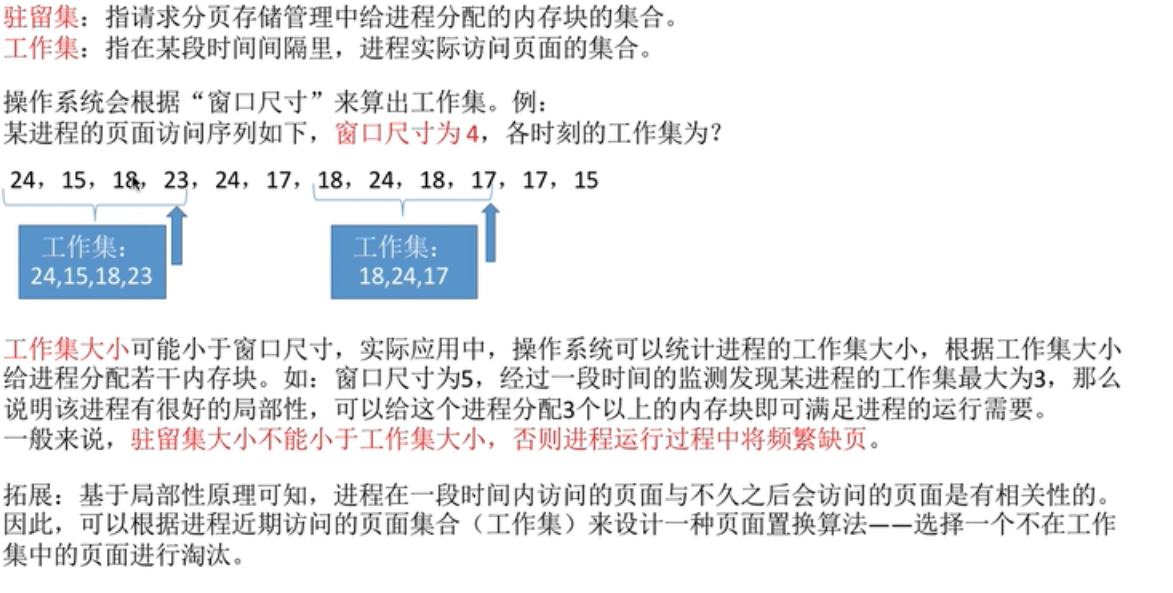 驻留集：指请求分页存储管理中给进程分配的内存块的集合。
工作集：指在某段时间间隔里，进程实际访问页面的集合。
操作系统会根据“窗口尺寸”来算出工作集。例：
某进程的页面访问序列如下，窗口尺寸为4，各时刻的工作集为？
24，15，18，23，24，17，18，24，18，17，17，15
工作集：
24,15,18,23
工作集：
18,24,17
工作集大小可能小于窗口尺寸，实际应用中，操作系统可以统计进程的工作集大小，根据工作集大小
给进程分配若干内存块。如：窗口尺寸为5，经过一段时间的监测发现某进程的工作集最大为3，那么
说明该进程有很好的局部性，可以给这个进程分配3个以上的内存块即可满足进程的运行需要。
一般来说，驻留集大小不能小于工作集大小，否则进程运行过程中将频繁缺页。
拓展：基于局部性原理可知，进程在一段时间内访问的页面与不久之后会访问的页面是有相关性的。
因此，可以根据进程近期访问的页面集合（工作集）来设计一种页面置换算法——选择一个不在工作
集中的页面进行淘汰。